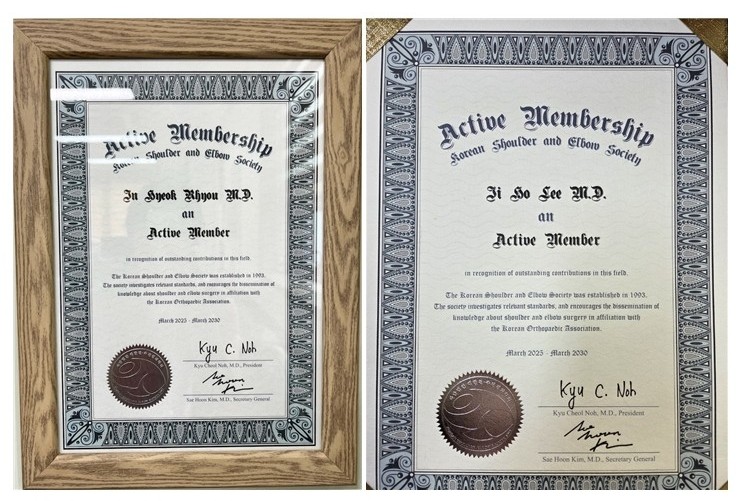 Active Membership
Korean Shoulder and Elbow Society
In Hyeok Rhyou M.D.
an
Active Member
in recognition of outstanding contributions in this field.
The Korean Shoulder and Elbow Society was established in 1993.
The society investigates relevant standards, and encourages the dissemination of
knowledge about shoulder and elbow surgery in affiliation with
the Korean Orthopaedic Association.
March 2025 - March 2030
Kyu C. Noh
Kyu Cheol Noh, M.D., President
Sae Hoon Kim, M.D., Secretary General
Active Membership
Korean Shoulder and Elbow Society
Ji Ho Lee M.D.
an
Active Member
in recognition of outstanding contributions in this field.
The Korean Shoulder and Elbow Society was established in 1993.
The society investigates relevant standards, and encourages the dissemination of
knowledge about shoulder and elbow surgery in affiliation with
the Korean Orthopaedic Association.
March 2025 - March 2030
Kyu C. Noh
Kyu Cheol Noh, M.D., President
Sae Hoon Kim
Sae Hoon Kim, M.D., Secretary General